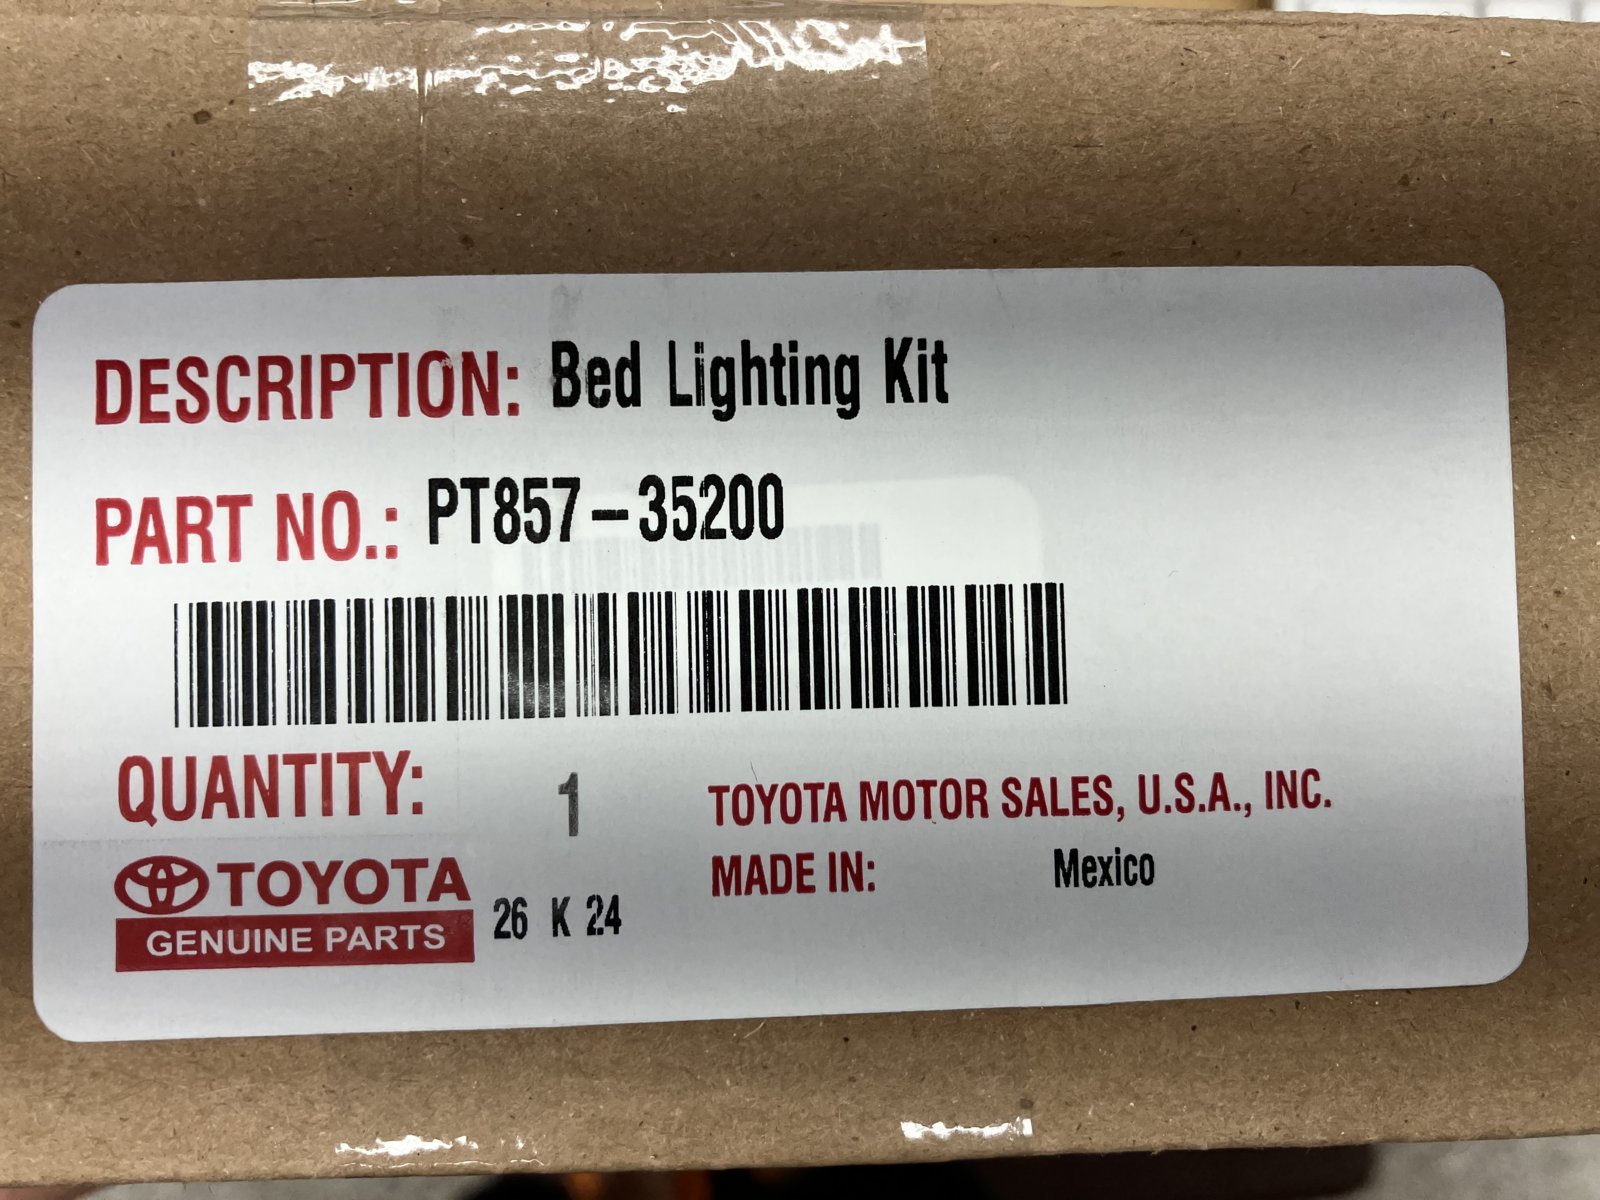 DESCRIPTION: Bed Lighting Kit
PART NO.: PT857-35200
QUANTITY: 1
TOYOTA MOTOR SALES, U.S.A., INC.
MADE IN: Mexico
TOYOTA
GENUINE PARTS
26 K 24